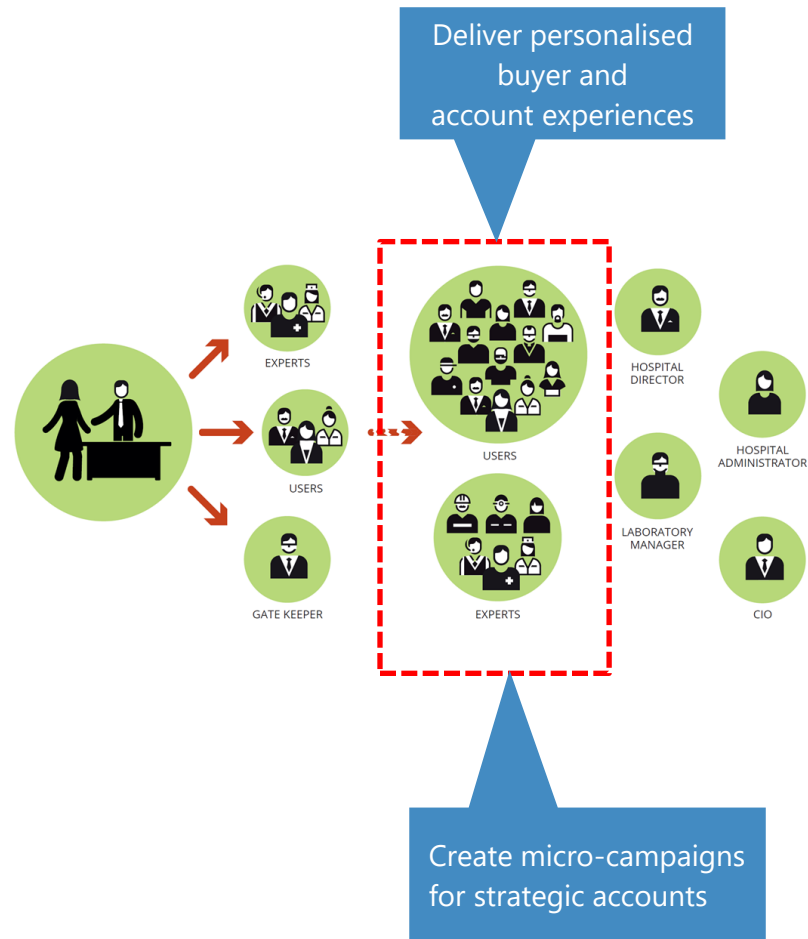 Deliver personalised
buyer and
account experiences
EXPERTS
USERS
GATE KEEPER
USERS
EXPERTS
HOSPITAL
DIRECTOR
HOSPITAL
ADMINISTRATOR
LABORATORY
MANAGER
CIO
Create micro-campaigns
for strategic accounts